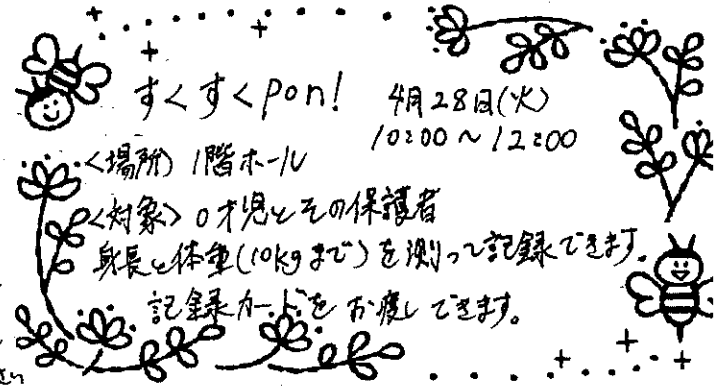 すくすくpon!
4月28日(火)
10:00~12:00
<場所> 1階ホール
<対象> 0才児とその保護者
身長と体重(10kgまで)を測って記録できます。
記録カードをお渡しできます。